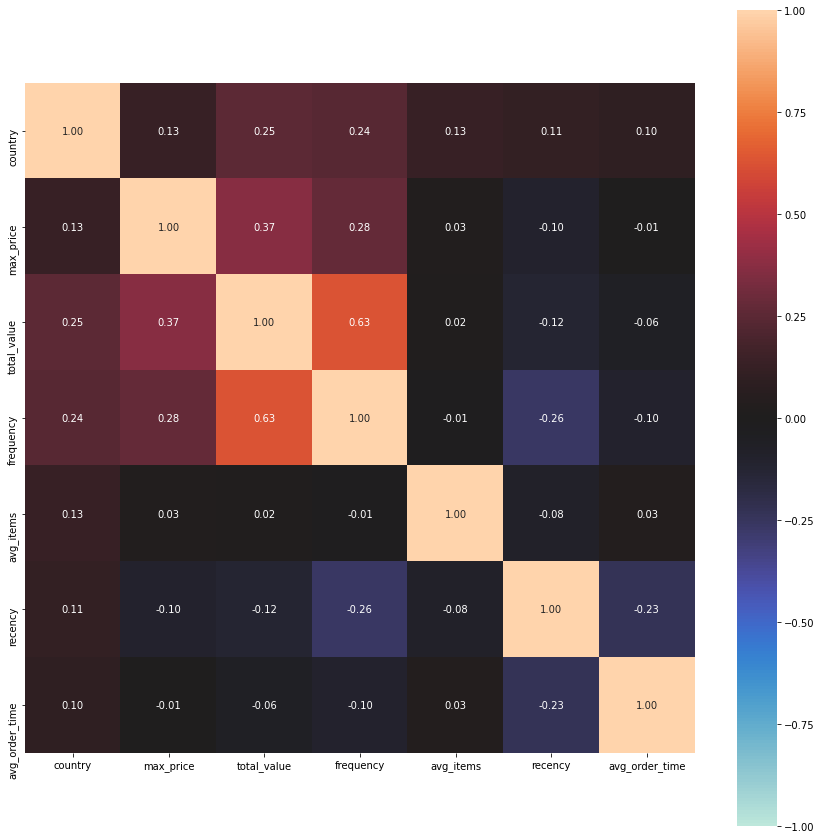 country 1.00 0.13 0.25 0.24 0.13 0.11 0.10
max_price 0.13 1.00 0.37 0.28 0.03 -0.10 -0.01
total_value 0.25 0.37 1.00 0.63 0.02 -0.12 -0.06
frequency 0.24 0.28 0.63 1.00 -0.01 -0.26 -0.10
avg_items 0.13 0.03 0.02 -0.01 1.00 -0.08 0.03
recency 0.11 -0.10 -0.12 -0.26 -0.08 1.00 -0.23
avg_order_time 0.10 -0.01 -0.06 -0.10 0.03 -0.23 1.00
country max_price total_value frequency avg_items recency avg_order_time
1.00
0.75
0.50
0.25
0.00
−0.25
−0.50
−0.75
−1.00